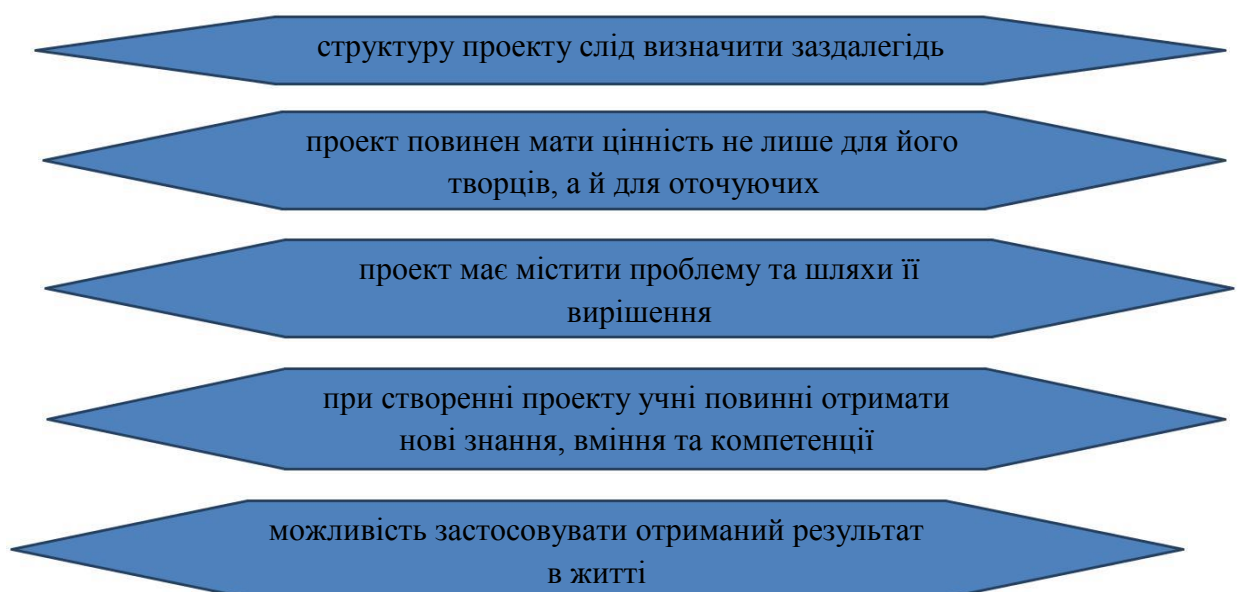 структуру проекту слід визначити заздалегідь
проект повинен мати цінність не лише для його
творців, а й для оточуючих
проект має містити проблему та шляхи її
вирішення
при створенні проекту учні повинні отримати
нові знання, вміння та компетенції
можливість застосовувати отриманий результат
в житті